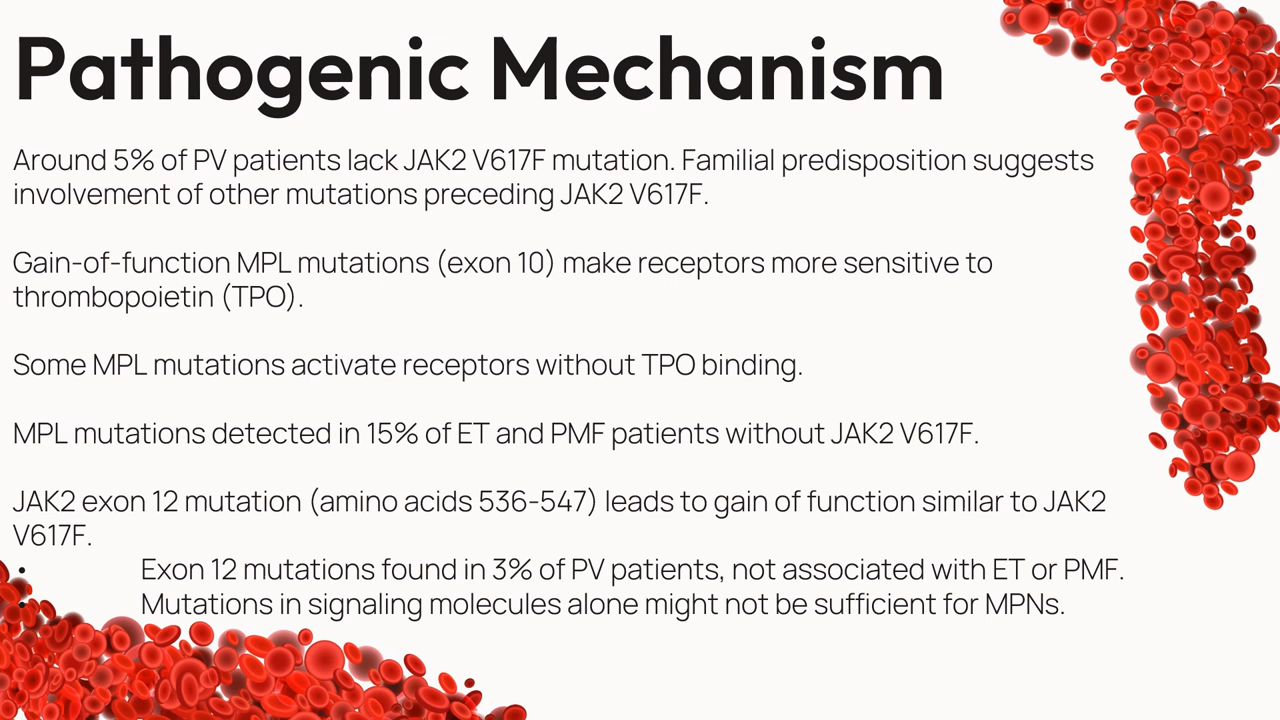 Pathogenic Mechanism
Around 5% of PV patients lack JAK2 V617F mutation. Familial predisposition suggests
involvement of other mutations preceding JAK2 V617F.
Gain-of-function MPL mutations (exon 10) make receptors more sensitive to
thrombopoietin (TPO).
Some MPL mutations activate receptors without TPO binding.
MPL mutations detected in 15% of ET and PMF patients without JAK2 V617F.
JAK2 exon 12 mutation (amino acids 536-547) leads to gain of function similar to JAK2
V617F.
• Exon 12 mutations found in 3% of PV patients, not associated with ET or PMF.
• Mutations in signaling molecules alone might not be sufficient for MPNs.